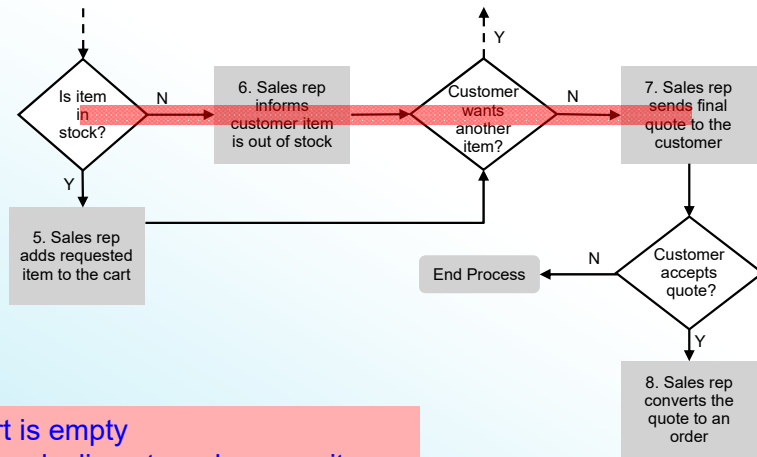 Is item
in
stock?
N
6. Sales rep
informs
customer item
is out of stock
Y
Customer
wants
another
item?
N
7. Sales rep
sends final
quote to the
customer
Y
5. Sales rep
adds requested
item to the cart
End Process
N
Customer
accepts
quote?
Y
8. Sales rep
converts the
quote to an
order
is empty